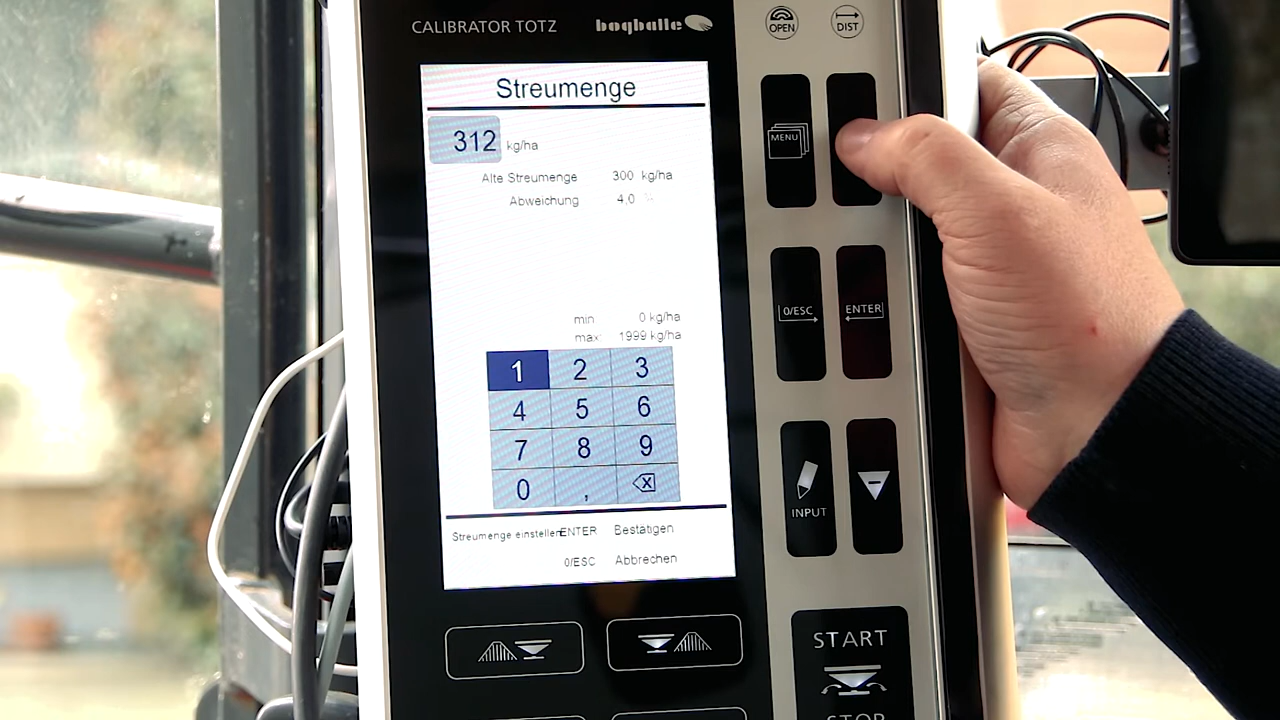 CALIBRATOR TOTZ bogballe
OPEN DIST
Streumenge
312 kg/ha
Alte Streumenge 300 kg/ha
Abweichung 4,0 %
min 0 kg/ha
max: 1999 kg/ha
1 2 3
4 5 6
7 8 9
0 ,
Streumenge einstellen ENTER Bestätigen
0/ESC Abbrechen
MENU
0/ESC ENTER
INPUT
START
STOP